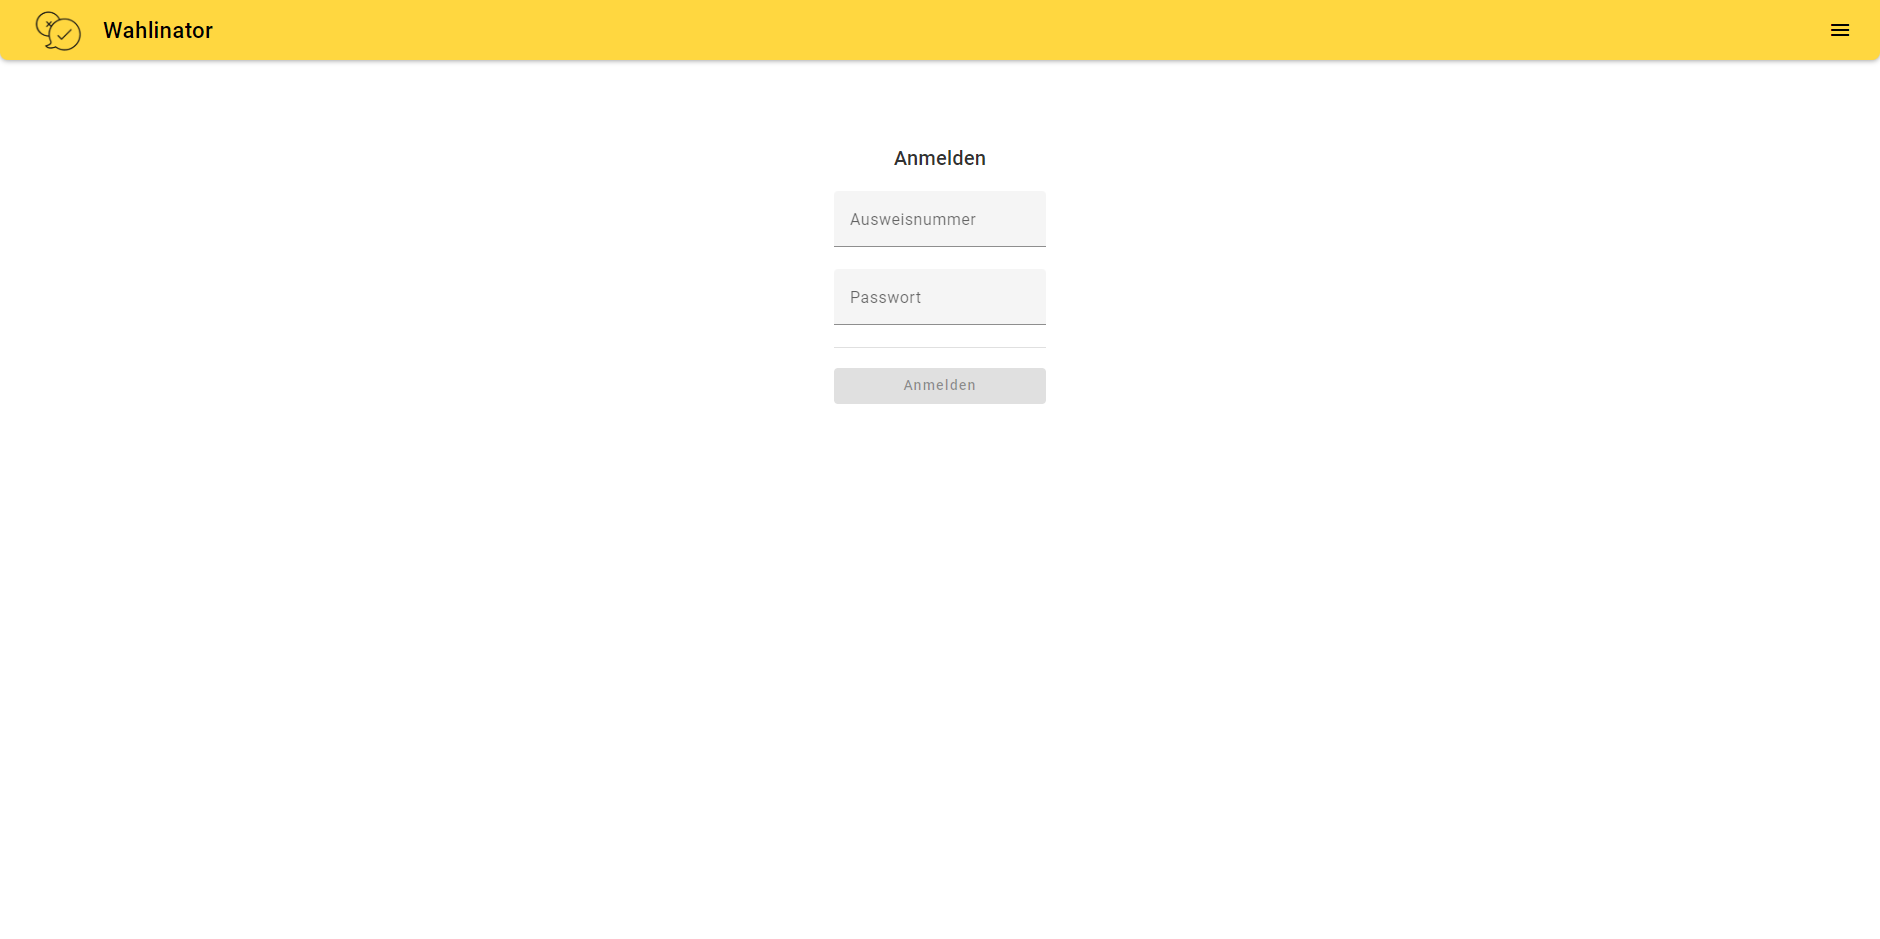 Wahlinator
Anmelden
Ausweisnummer
Passwort
Anmelden